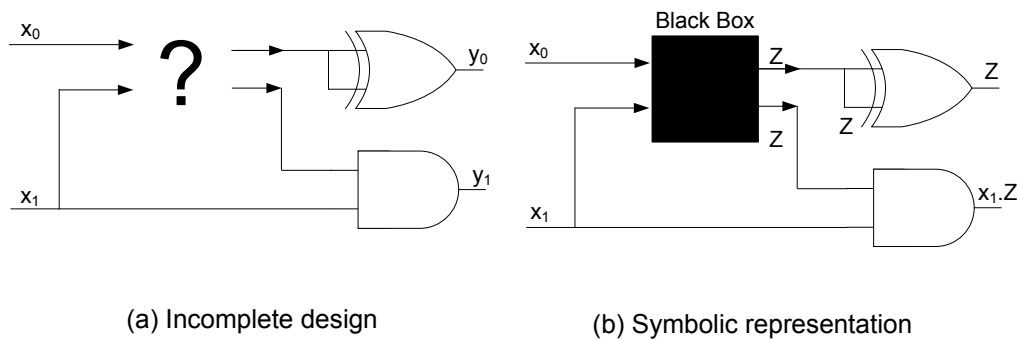 x₀
?
y₀
x₁
y₁
(a) Incomplete design
Black Box
x₀
Z
Z
Z
Z
x₁
x₁.Z
(b) Symbolic representation